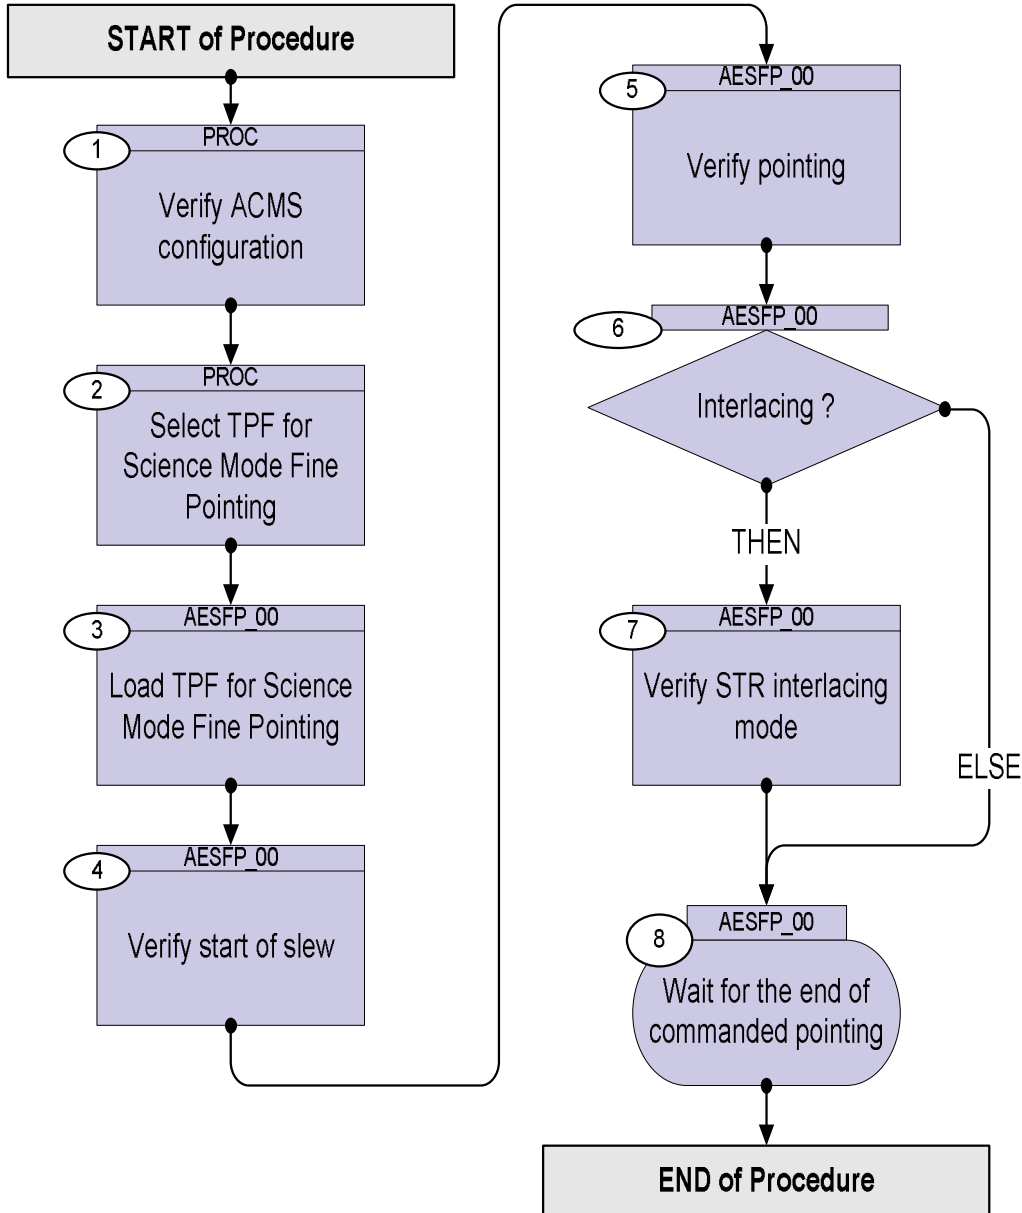 START of Procedure
PROC
1
Verify ACMS
configuration
PROC
2
Select TPF for
Science Mode Fine
Pointing
AESFP_00
3
Load TPF for Science
Mode Fine Pointing
AESFP_00
4
Verify start of slew
AESFP_00
5
Verify pointing
AESFP_00
6
Interlacing ?
THEN
AESFP_00
7
Verify STR interlacing
mode
ELSE
AESFP_00
8
Wait for the end of
commanded pointing
END of Procedure